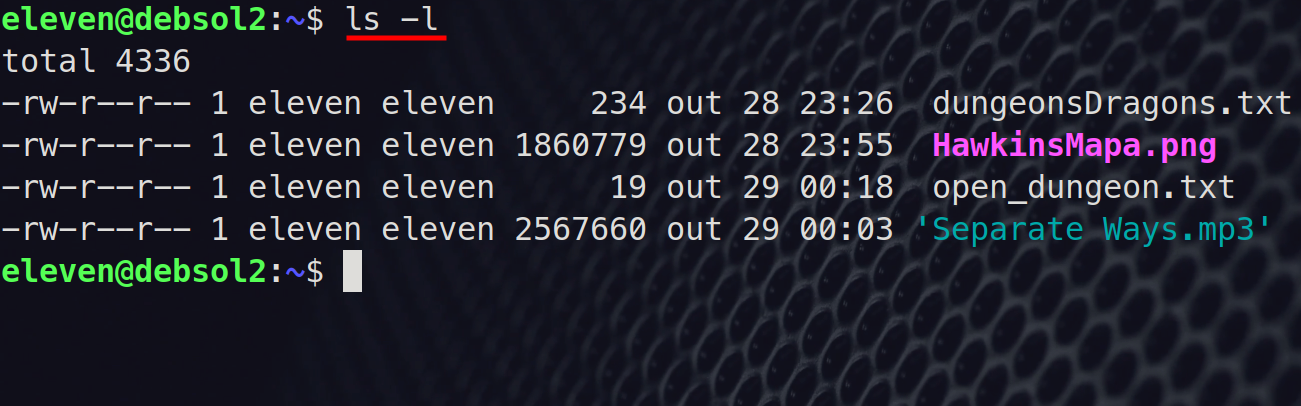 eleven@debsol2:~$ ls -l
total 4336
-rw-r--r-- 1 eleven eleven     234 out 28 23:26  dungeonsDragons.txt
-rw-r--r-- 1 eleven eleven 1860779 out 28 23:55  HawkinsMapa.png
-rw-r--r-- 1 eleven eleven      19 out 29 00:18  open_dungeon.txt
-rw-r--r-- 1 eleven eleven 2567660 out 29 00:03 'Separate Ways.mp3'
eleven@debsol2:~$